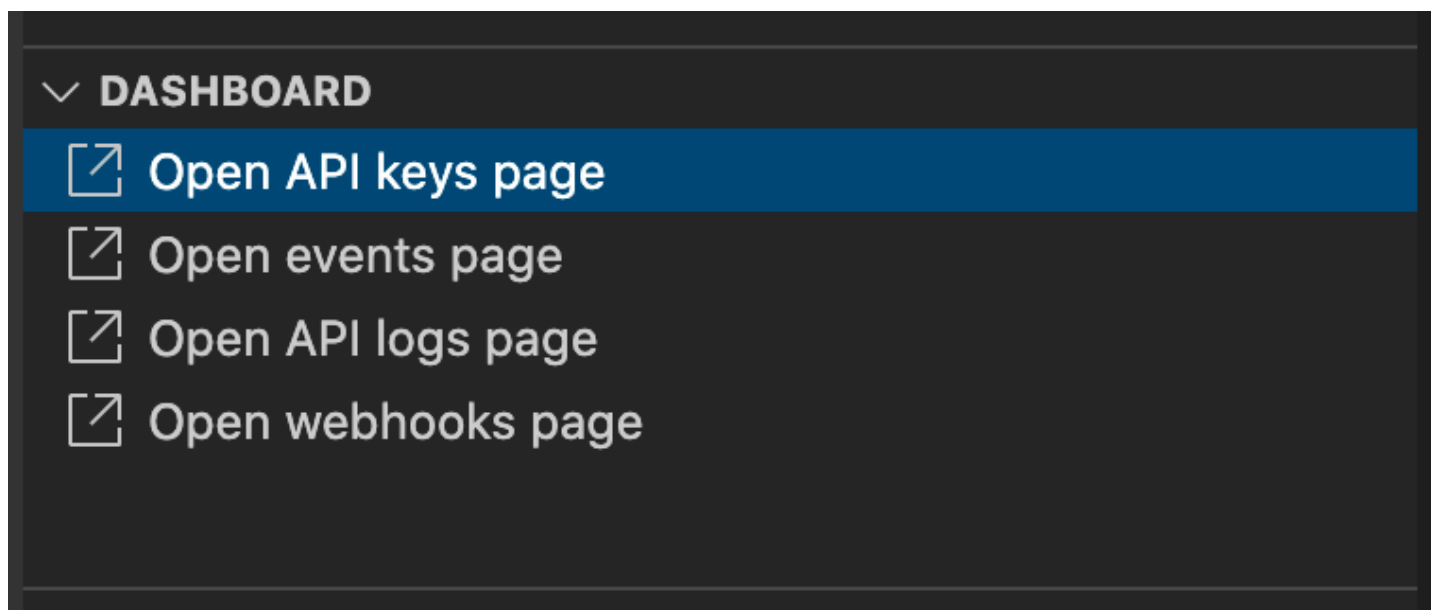 DASHBOARD
Open API keys page
Open events page
Open API logs page
Open webhooks page